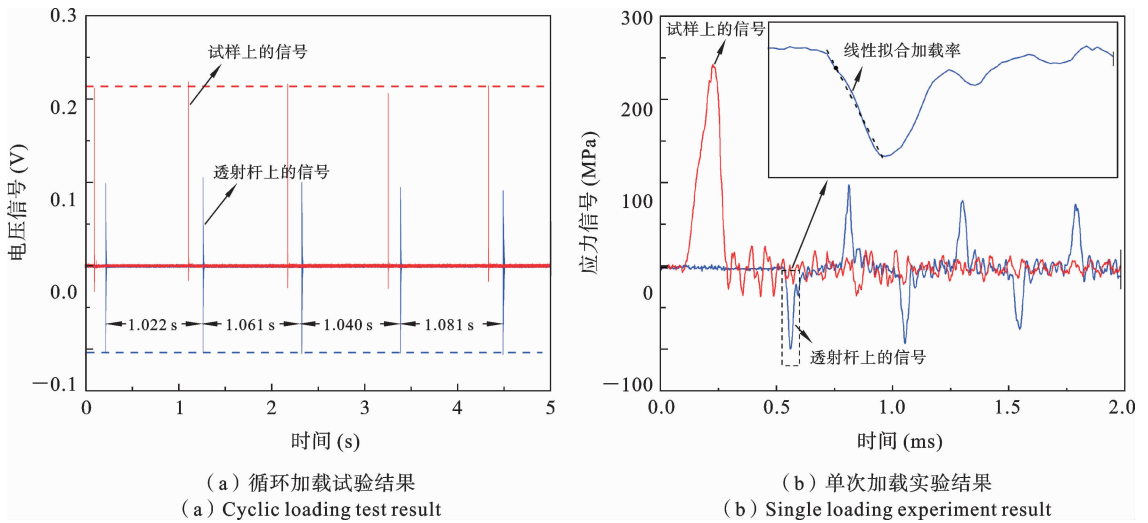 0.3
0.2
0.1
0.0
－0.1
电压信号 (V)
试样上的信号
透射杆上的信号
1.022 s
1.061 s
1.040 s
1.081 s
0
1
2
3
4
5
时间 (s)
（a）循环加载试验结果
（a）Cyclic loading test result
300
200
100
0
－100
应力信号 (MPa)
试样上的信号
线性拟合加载率
透射杆上的信号
0.0
0.5
1.0
1.5
2.0
时间 (ms)
（b）单次加载实验结果
（b）Single loading experiment result